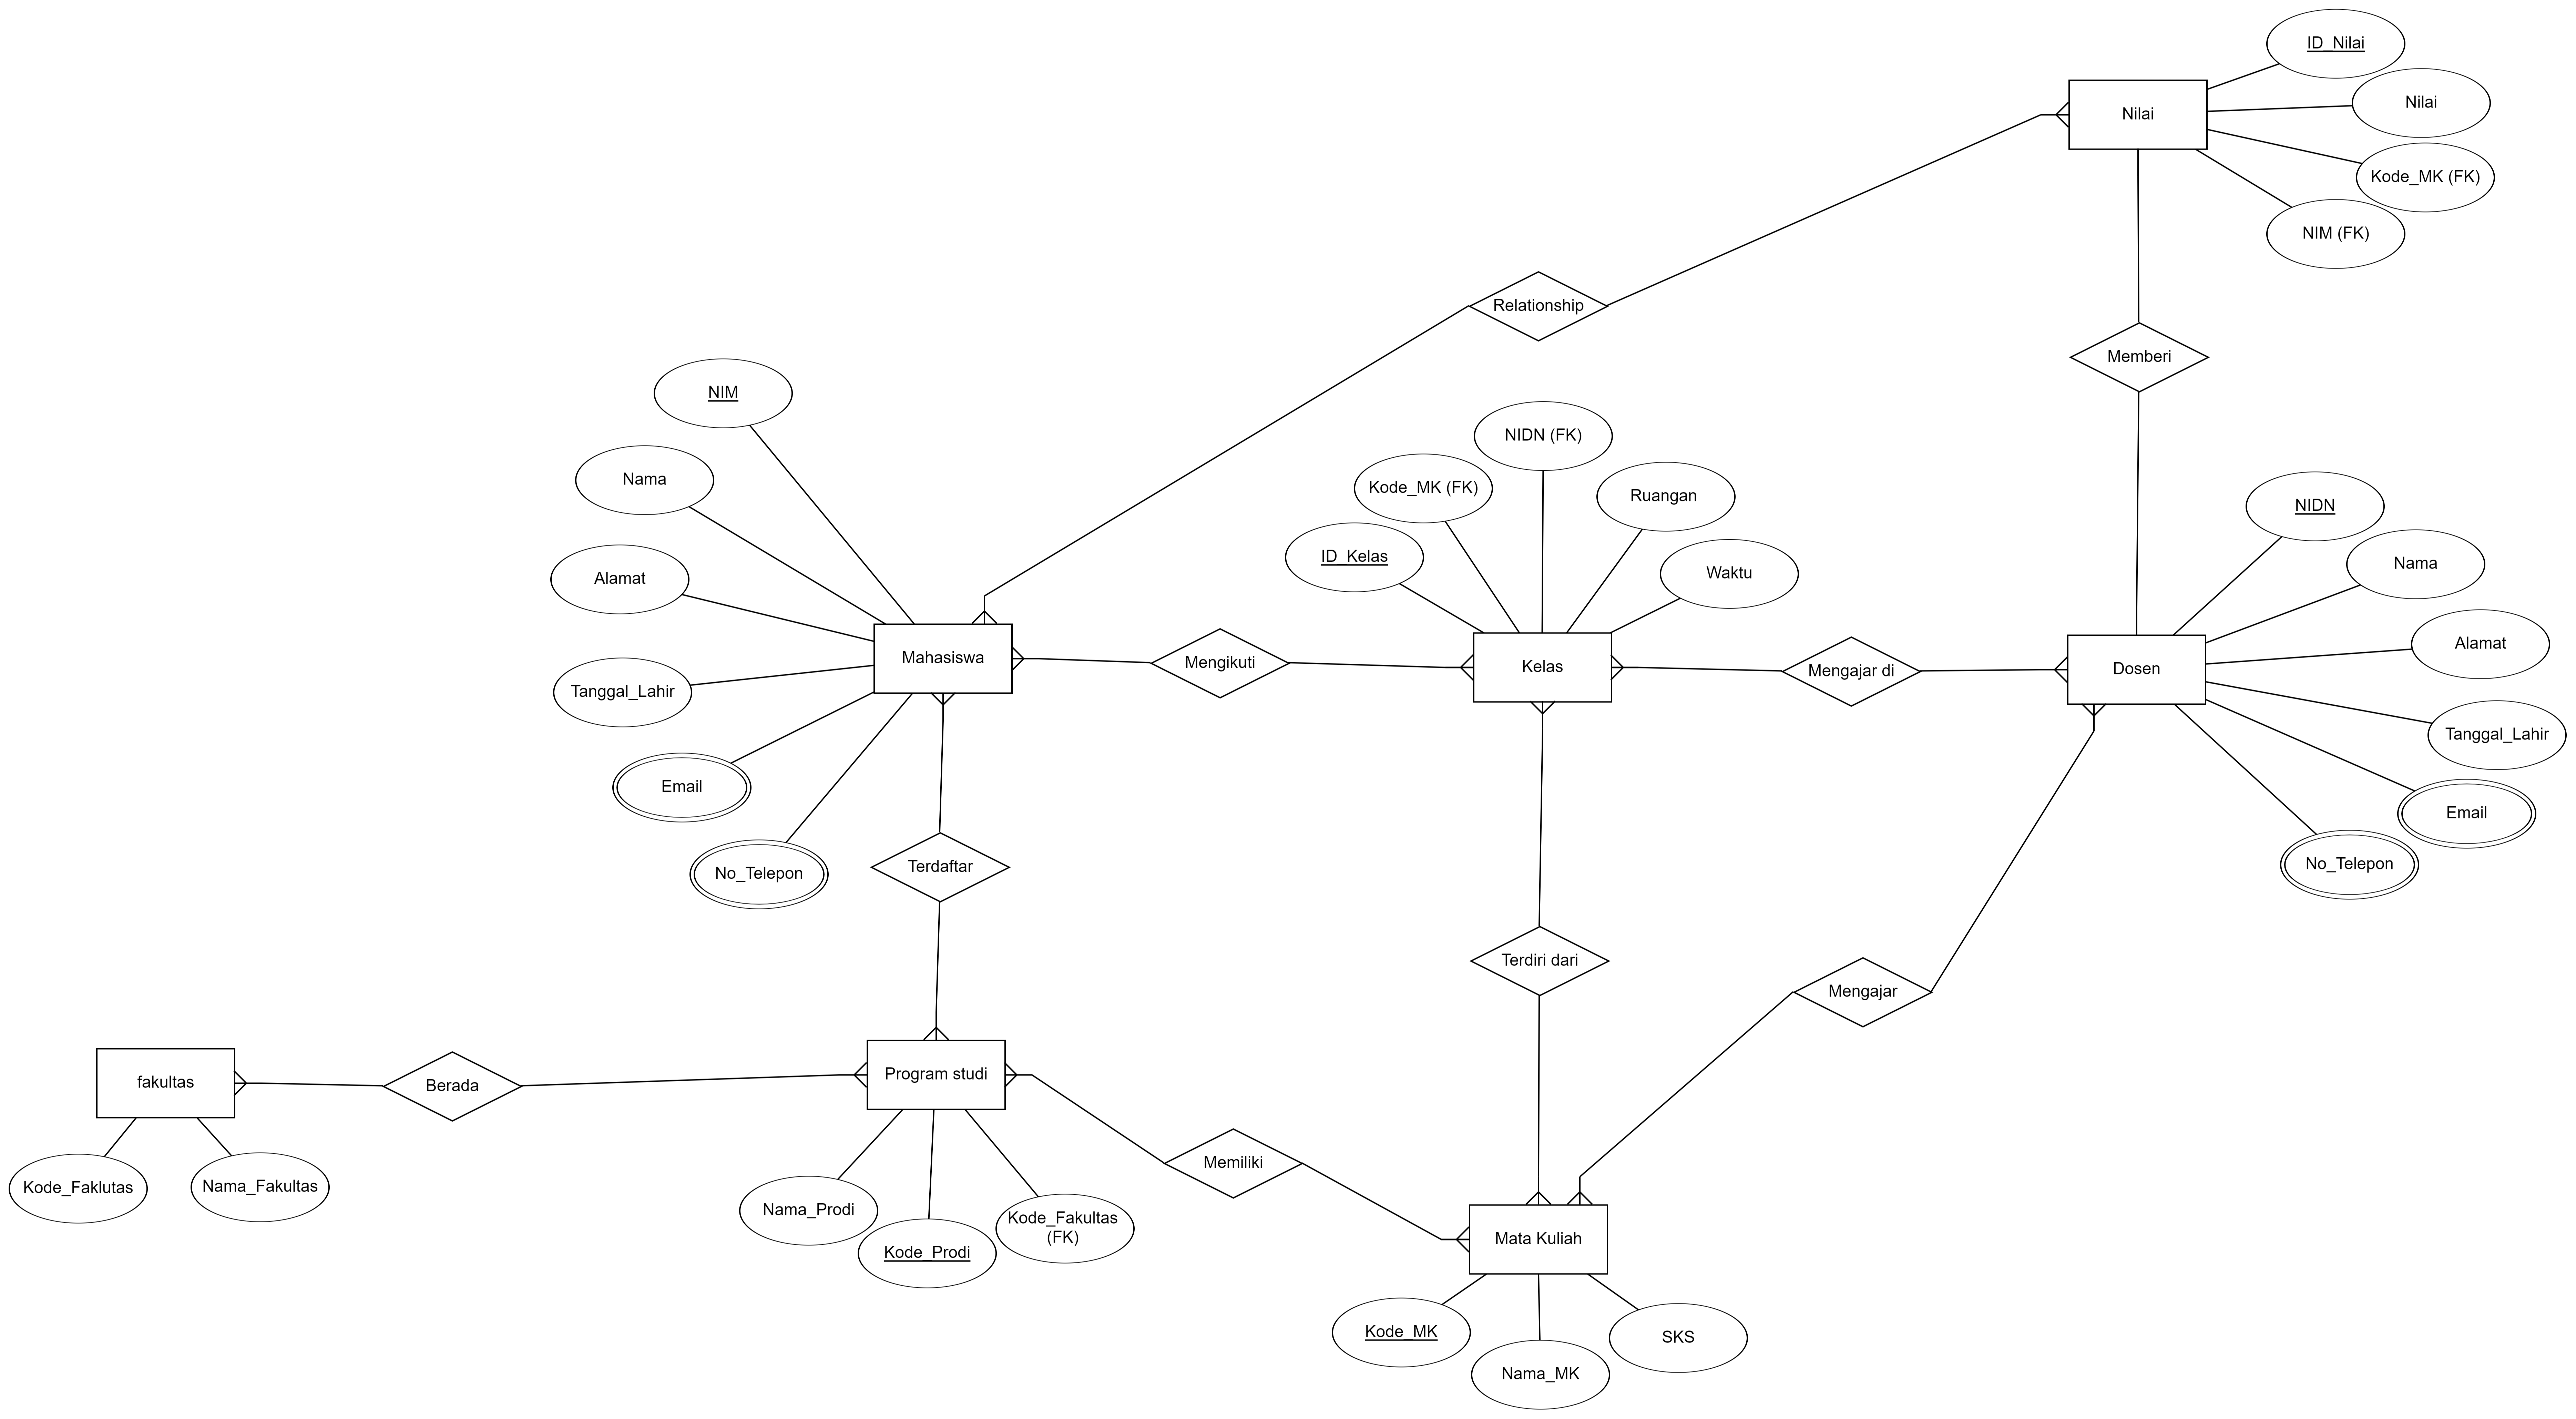 ID_Nilai
Nilai
Nilai
Kode_MK (FK)
NIM (FK)
Relationship
Memberi
NIM
Nama
Alamat
Tanggal_Lahir
Email
No_Telepon
Mahasiswa
Mengikuti
NIDN (FK)
Kode_MK (FK)
Ruangan
ID_Kelas
Waktu
Kelas
Mengajar di
Dosen
NIDN
Nama
Alamat
Tanggal_Lahir
Email
No_Telepon
Terdaftar
Terdiri dari
Mengajar
fakultas
Berada
Program studi
Kode_Faklutas
Nama_Fakultas
Nama_Prodi
Kode_Prodi
Kode_Fakultas
(FK)
Memiliki
Mata Kuliah
Kode_MK
Nama_MK
SKS